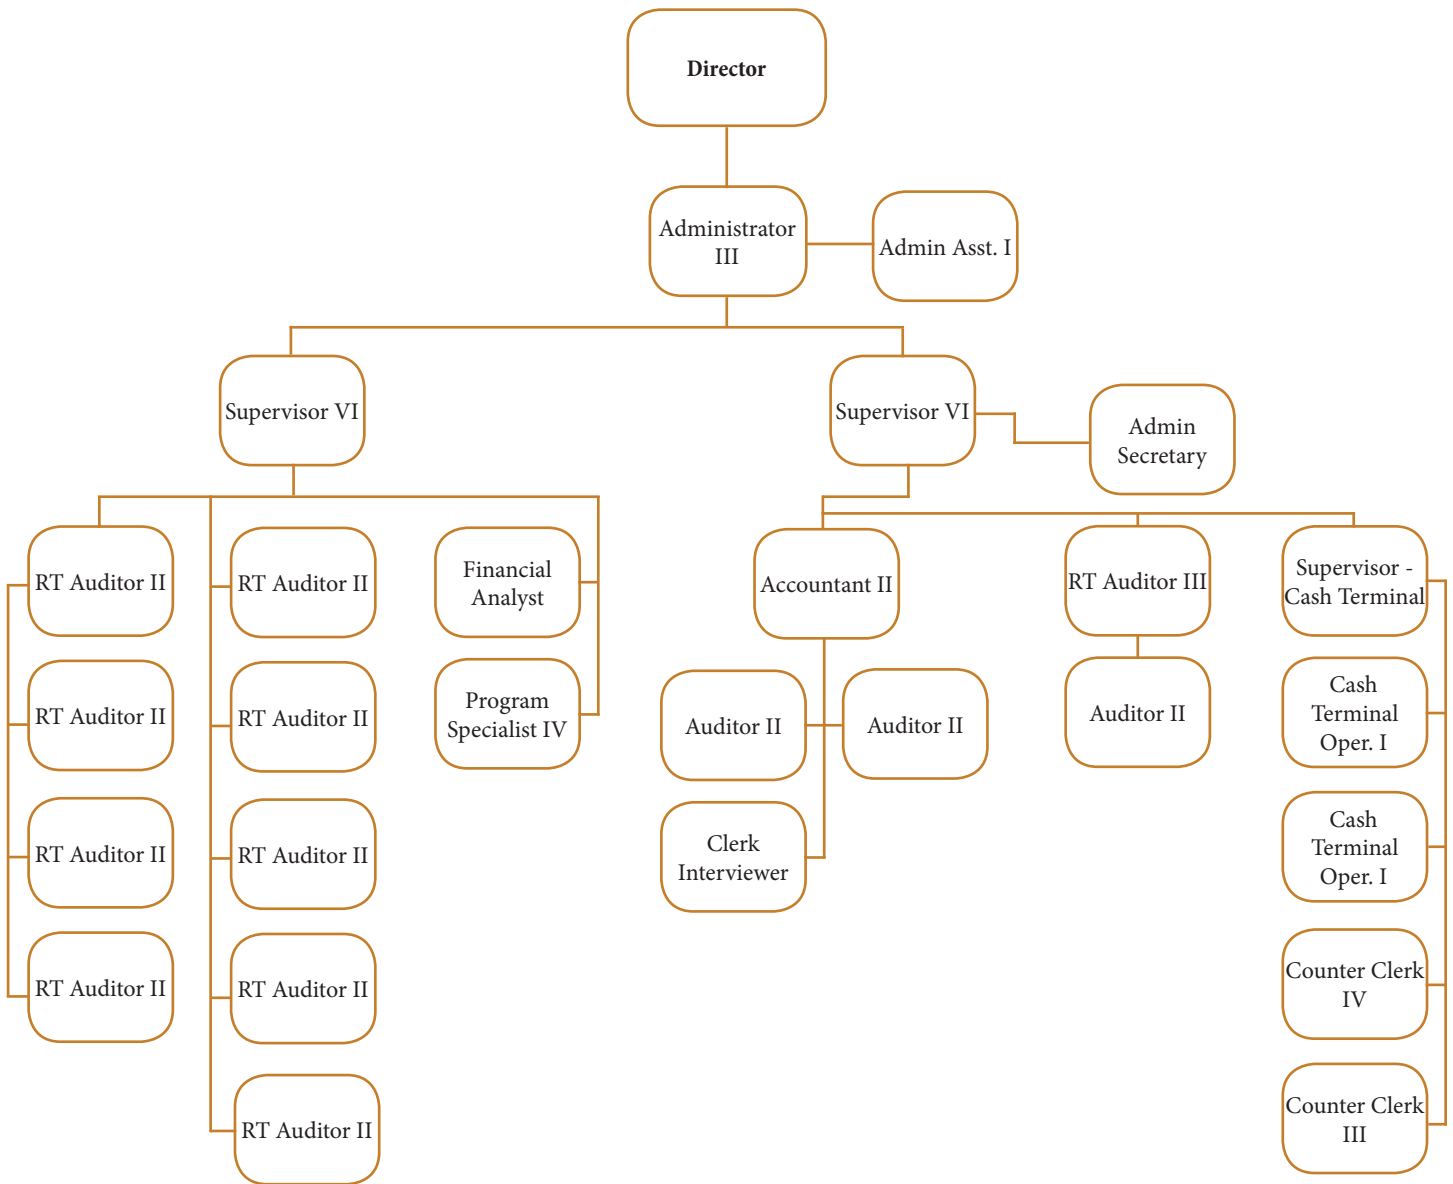 Director
Administrator
III
Admin Asst. I
Supervisor VI
Supervisor VI
Admin
Secretary
RT Auditor II
RT Auditor II
Financial
Analyst
Accountant II
RT Auditor III
Supervisor -
Cash Terminal
RT Auditor II
RT Auditor II
Program
Specialist IV
Auditor II
Auditor II
Auditor II
Cash
Terminal
Oper. I
RT Auditor II
RT Auditor II
Clerk
Interviewer
Cash
Terminal
Oper. I
RT Auditor II
RT Auditor II
Counter Clerk
IV
RT Auditor II
Counter Clerk
III